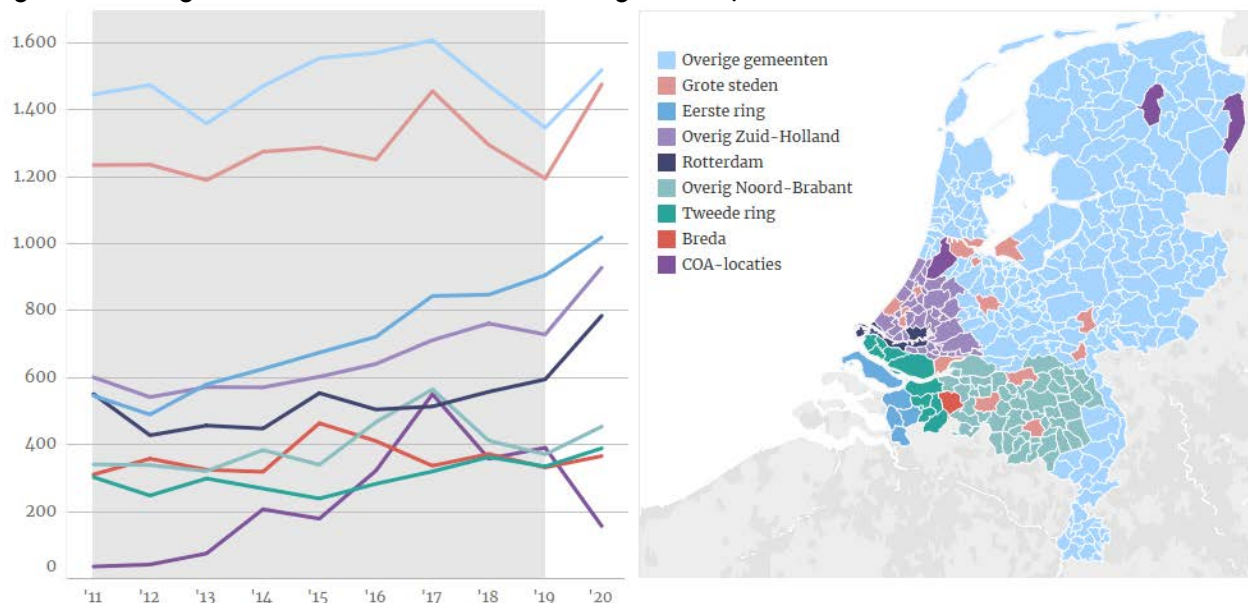 1.600
1.400
1.200
1.000
800
600
400
200
0
'11 '12 '13 '14 '15 '16 '17 '18 '19 '20
Overige gemeenten
Grote steden
Eerste ring
Overig Zuid-Holland
Rotterdam
Overig Noord-Brabant
Tweede ring
Breda
COA-locaties